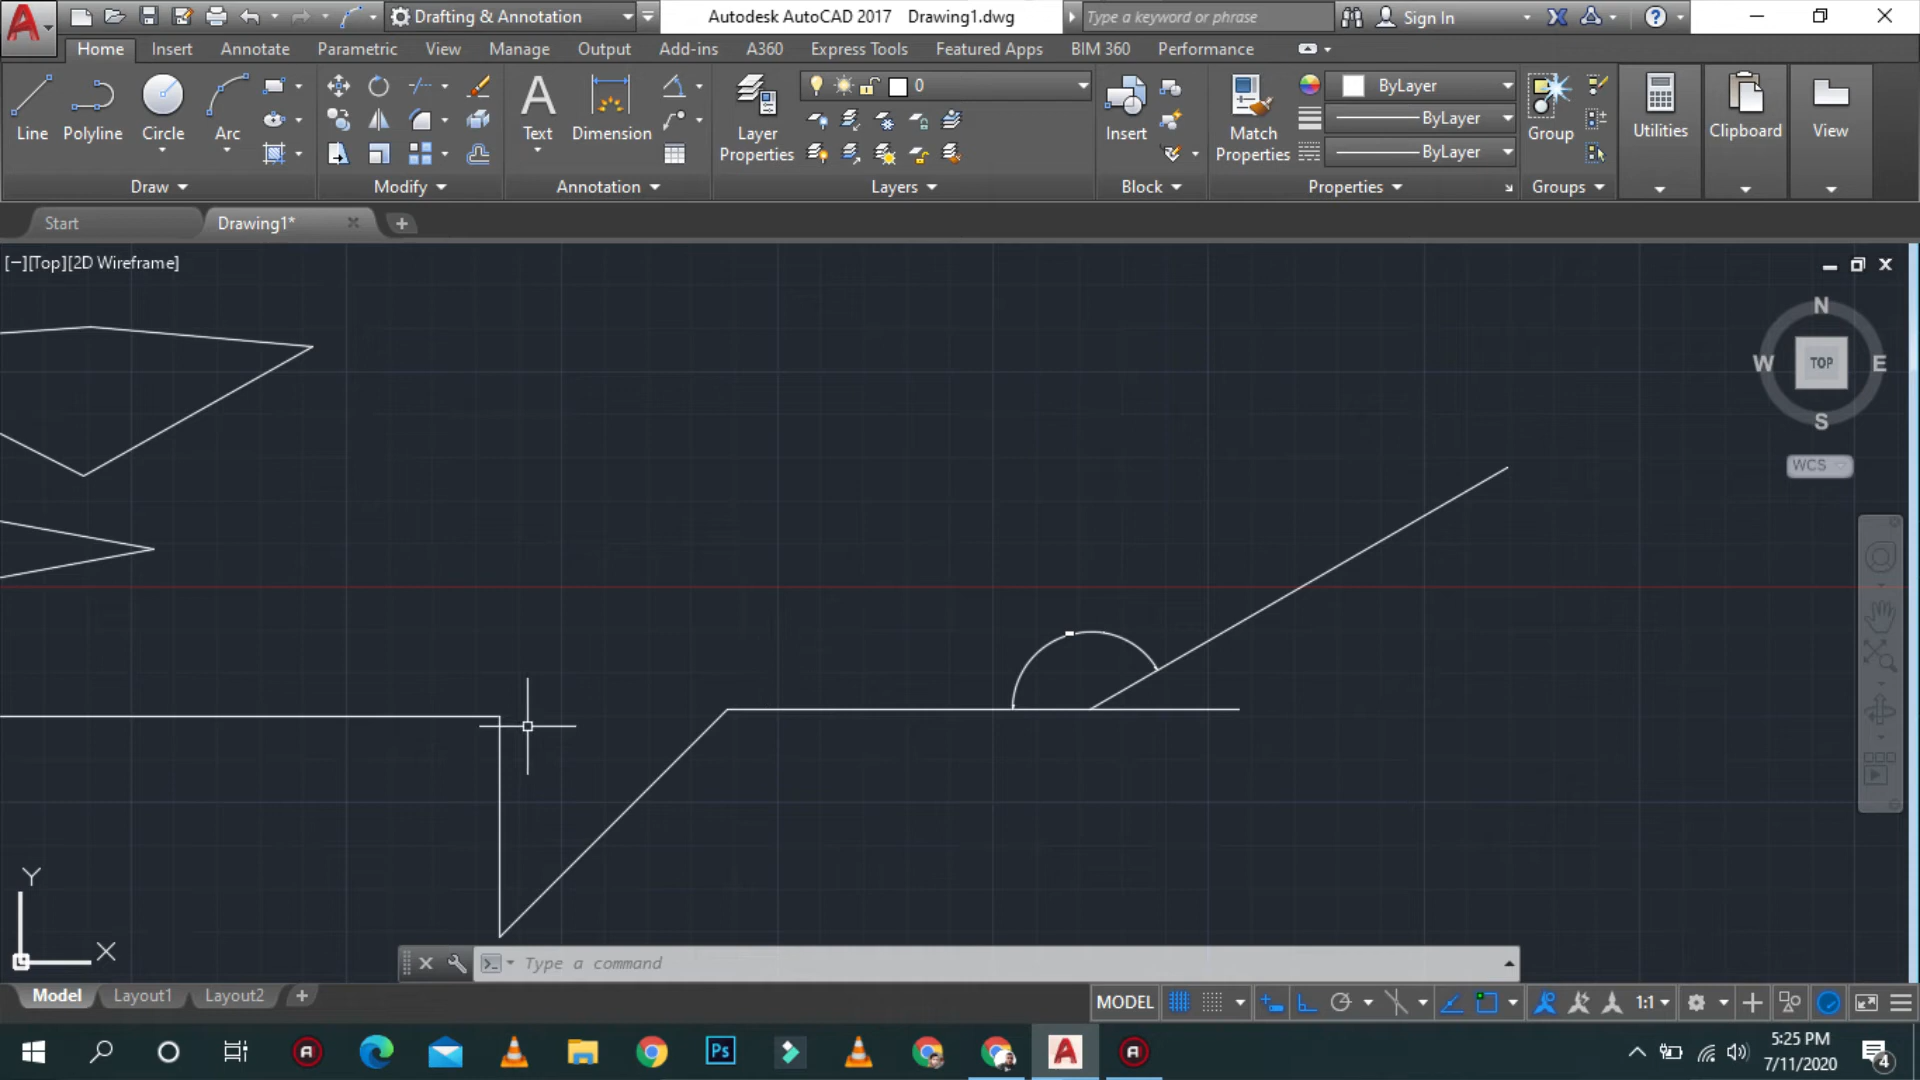 Drafting & Annotation
Autodesk AutoCAD 2017 Drawing1.dwg
Type a keyword or phrase
Sign In
Home Insert Annotate Parametric View Manage Output Add-ins A360 Express Tools Featured Apps BIM 360 Performance
Line Polyline Circle Arc
Text Dimension
Layer Properties
0
Insert
Match Properties
ByLayer
ByLayer
ByLayer
Group
Utilities Clipboard View
Draw Modify Annotation Layers Block Properties Groups
Start Drawing1*
[−][Top][2D Wireframe]
N
W TOP E
S
WCS
Y
X
Type a command
Model Layout1 Layout2 +
MODEL 1:1
Ps
5:25 PM
7/11/2020
4